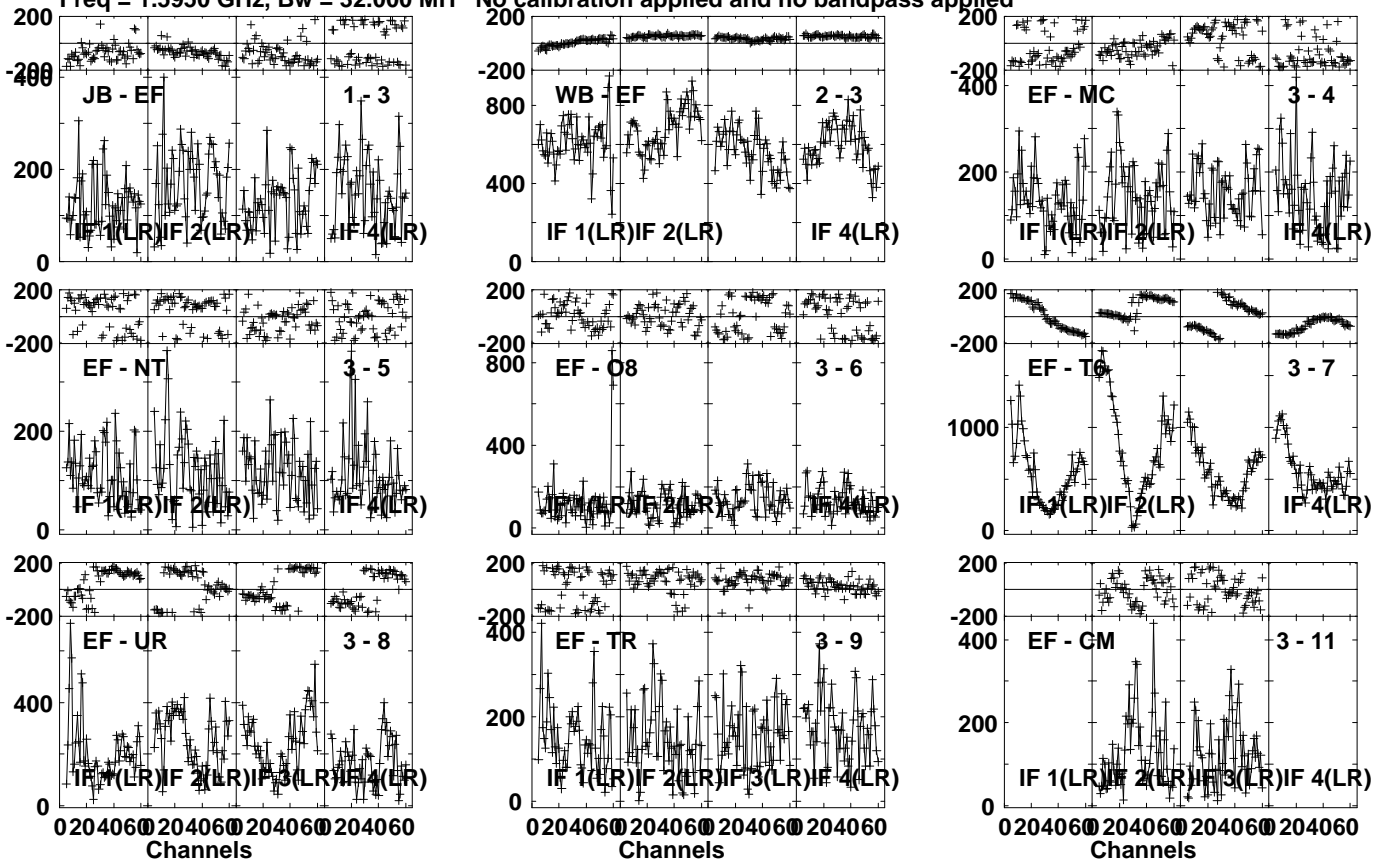 Freq = 1.5950 GHz, Bw = 32.000 MH No calibration applied and no bandpass applied
200
-200
400
200
0
JB - EF 1 - 3
IF 1(LR) IF 2(LR) IF 4(LR)
200
-200
800
600
400
0
WB - EF 2 - 3
IF 1(LR) IF 2(LR) IF 4(LR)
200
-200
400
200
0
EF - MC 3 - 4
IF 1(LR) IF 2(LR) IF 4(LR)
200
-200
200
0
EF - NT 3 - 5
IF 1(LR) IF 2(LR) IF 4(LR)
200
-200
800
400
0
EF - O8 3 - 6
IF 1(LR) IF 2(LR) IF 4(LR)
200
-200
1000
0
EF - T6 3 - 7
IF 1(LR) IF 2(LR) IF 4(LR)
200
-200
400
0
EF - UR 3 - 8
IF 1(LR) IF 2(LR) IF 3(LR) IF 4(LR)
0 20 40 60 0 20 40 60 0 20 40 60 0 20 40 60
Channels
200
-200
400
200
0
EF - TR 3 - 9
IF 1(LR) IF 2(LR) IF 3(LR) IF 4(LR)
0 20 40 60 0 20 40 60 0 20 40 60 0 20 40 60
Channels
200
-200
400
200
0
EF - CM 3 - 11
IF 1(LR) IF 2(LR) IF 3(LR) IF 4(LR)
0 20 40 60 0 20 40 60 0 20 40 60 0 20 40 60
Channels